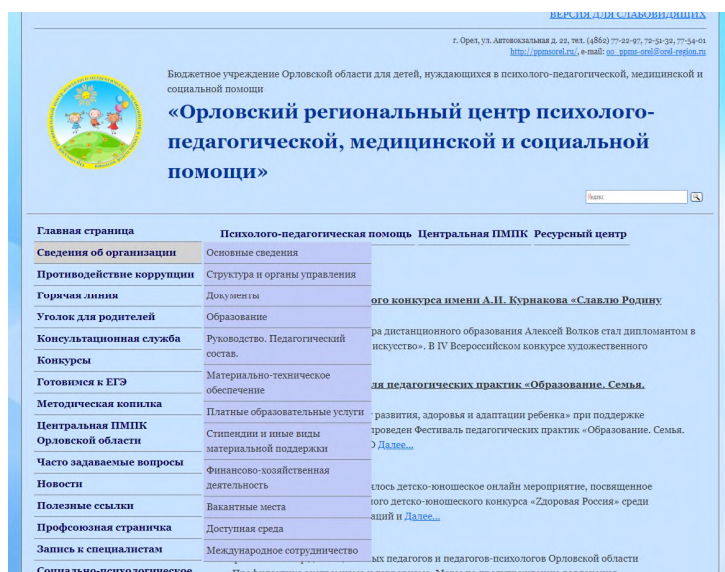 ВЕРСИЯ ДЛЯ СЛАБОВИДЯЩИХ
г. Орел, ул. Автовокзальная д. 22, тел. (4862) 77-22-97, 72-51-32, 77-54-01
http://ppmsorel.ru/, e-mail: oo_ppms-orel@orel-region.ru
Бюджетное учреждение Орловской области для детей, нуждающихся в психолого-педагогической, медицинской и
социальной помощи
«Орловский региональный центр психолого-
педагогической, медицинской и социальной
помощи»
Яндекс
Психолого-педагогическая помощь Центральная ПМПК Ресурсный центр
Главная страница
Сведения об организации
Противодействие коррупции
Горячая линия
Уголок для родителей
Консультационная служба
Конкурсы
Готовимся к ЕГЭ
Методическая копилка
Центральная ПМПК
Орловской области
Часто задаваемые вопросы
Новости
Полезные ссылки
Профсоюзная страничка
Запись к специалистам
Социально-психологическое
Основные сведения
Структура и органы управления
Документы
Образование
Руководство. Педагогический
состав.
Материально-техническое
обеспечение
Платные образовательные услуги
Стипендии и иные виды
материальной поддержки
Финансово-хозяйственная
деятельность
Вакантные места
Доступная среда
Международное сотрудничество
ого конкурса имени А.И. Курнакова «Славлю Родину
ра дистанционного образования Алексей Волков стал дипломантом в
искусство». В IV Всероссийском конкурсе художественного
ля педагогических практик «Образование. Семья.
развития, здоровья и адаптации ребенка» при поддержке
проведен Фестиваль педагогических практик «Образование. Семья.
Далее...
лось детско-юношеское онлайн мероприятие, посвященное
ого детско-юношеского конкурса «Zдоровая Россия» среди
аций и Далее...
ых педагогов и педагогов-психологов Орловской области